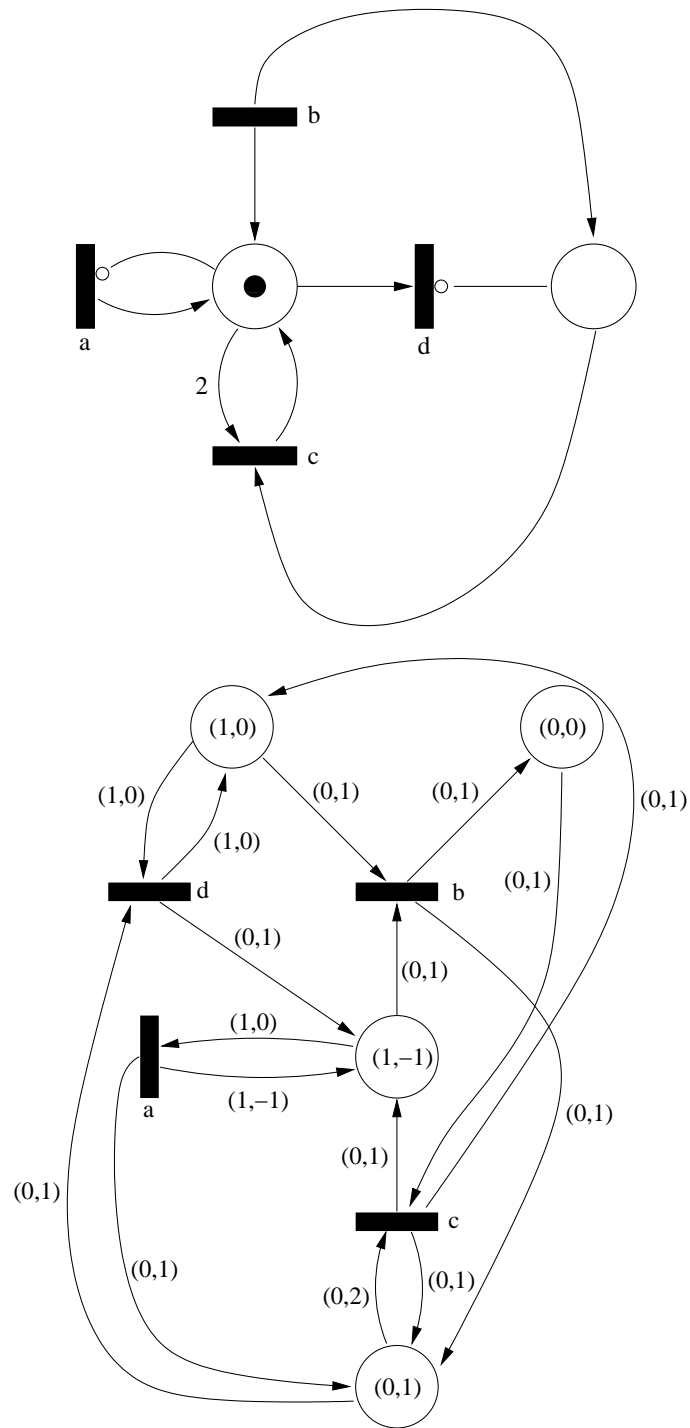 b
a
d
2
c
(1,0)
(0,0)
(1,0)
(0,1)
(0,1)
(0,1)
(1,0)
(0,1)
d
b
(0,1)
(0,1)
(1,0)
(1,–1)
(1,–1)
a
(0,1)
(0,1)
(0,1)
c
(0,1)
(0,2)
(0,1)
(0,1)